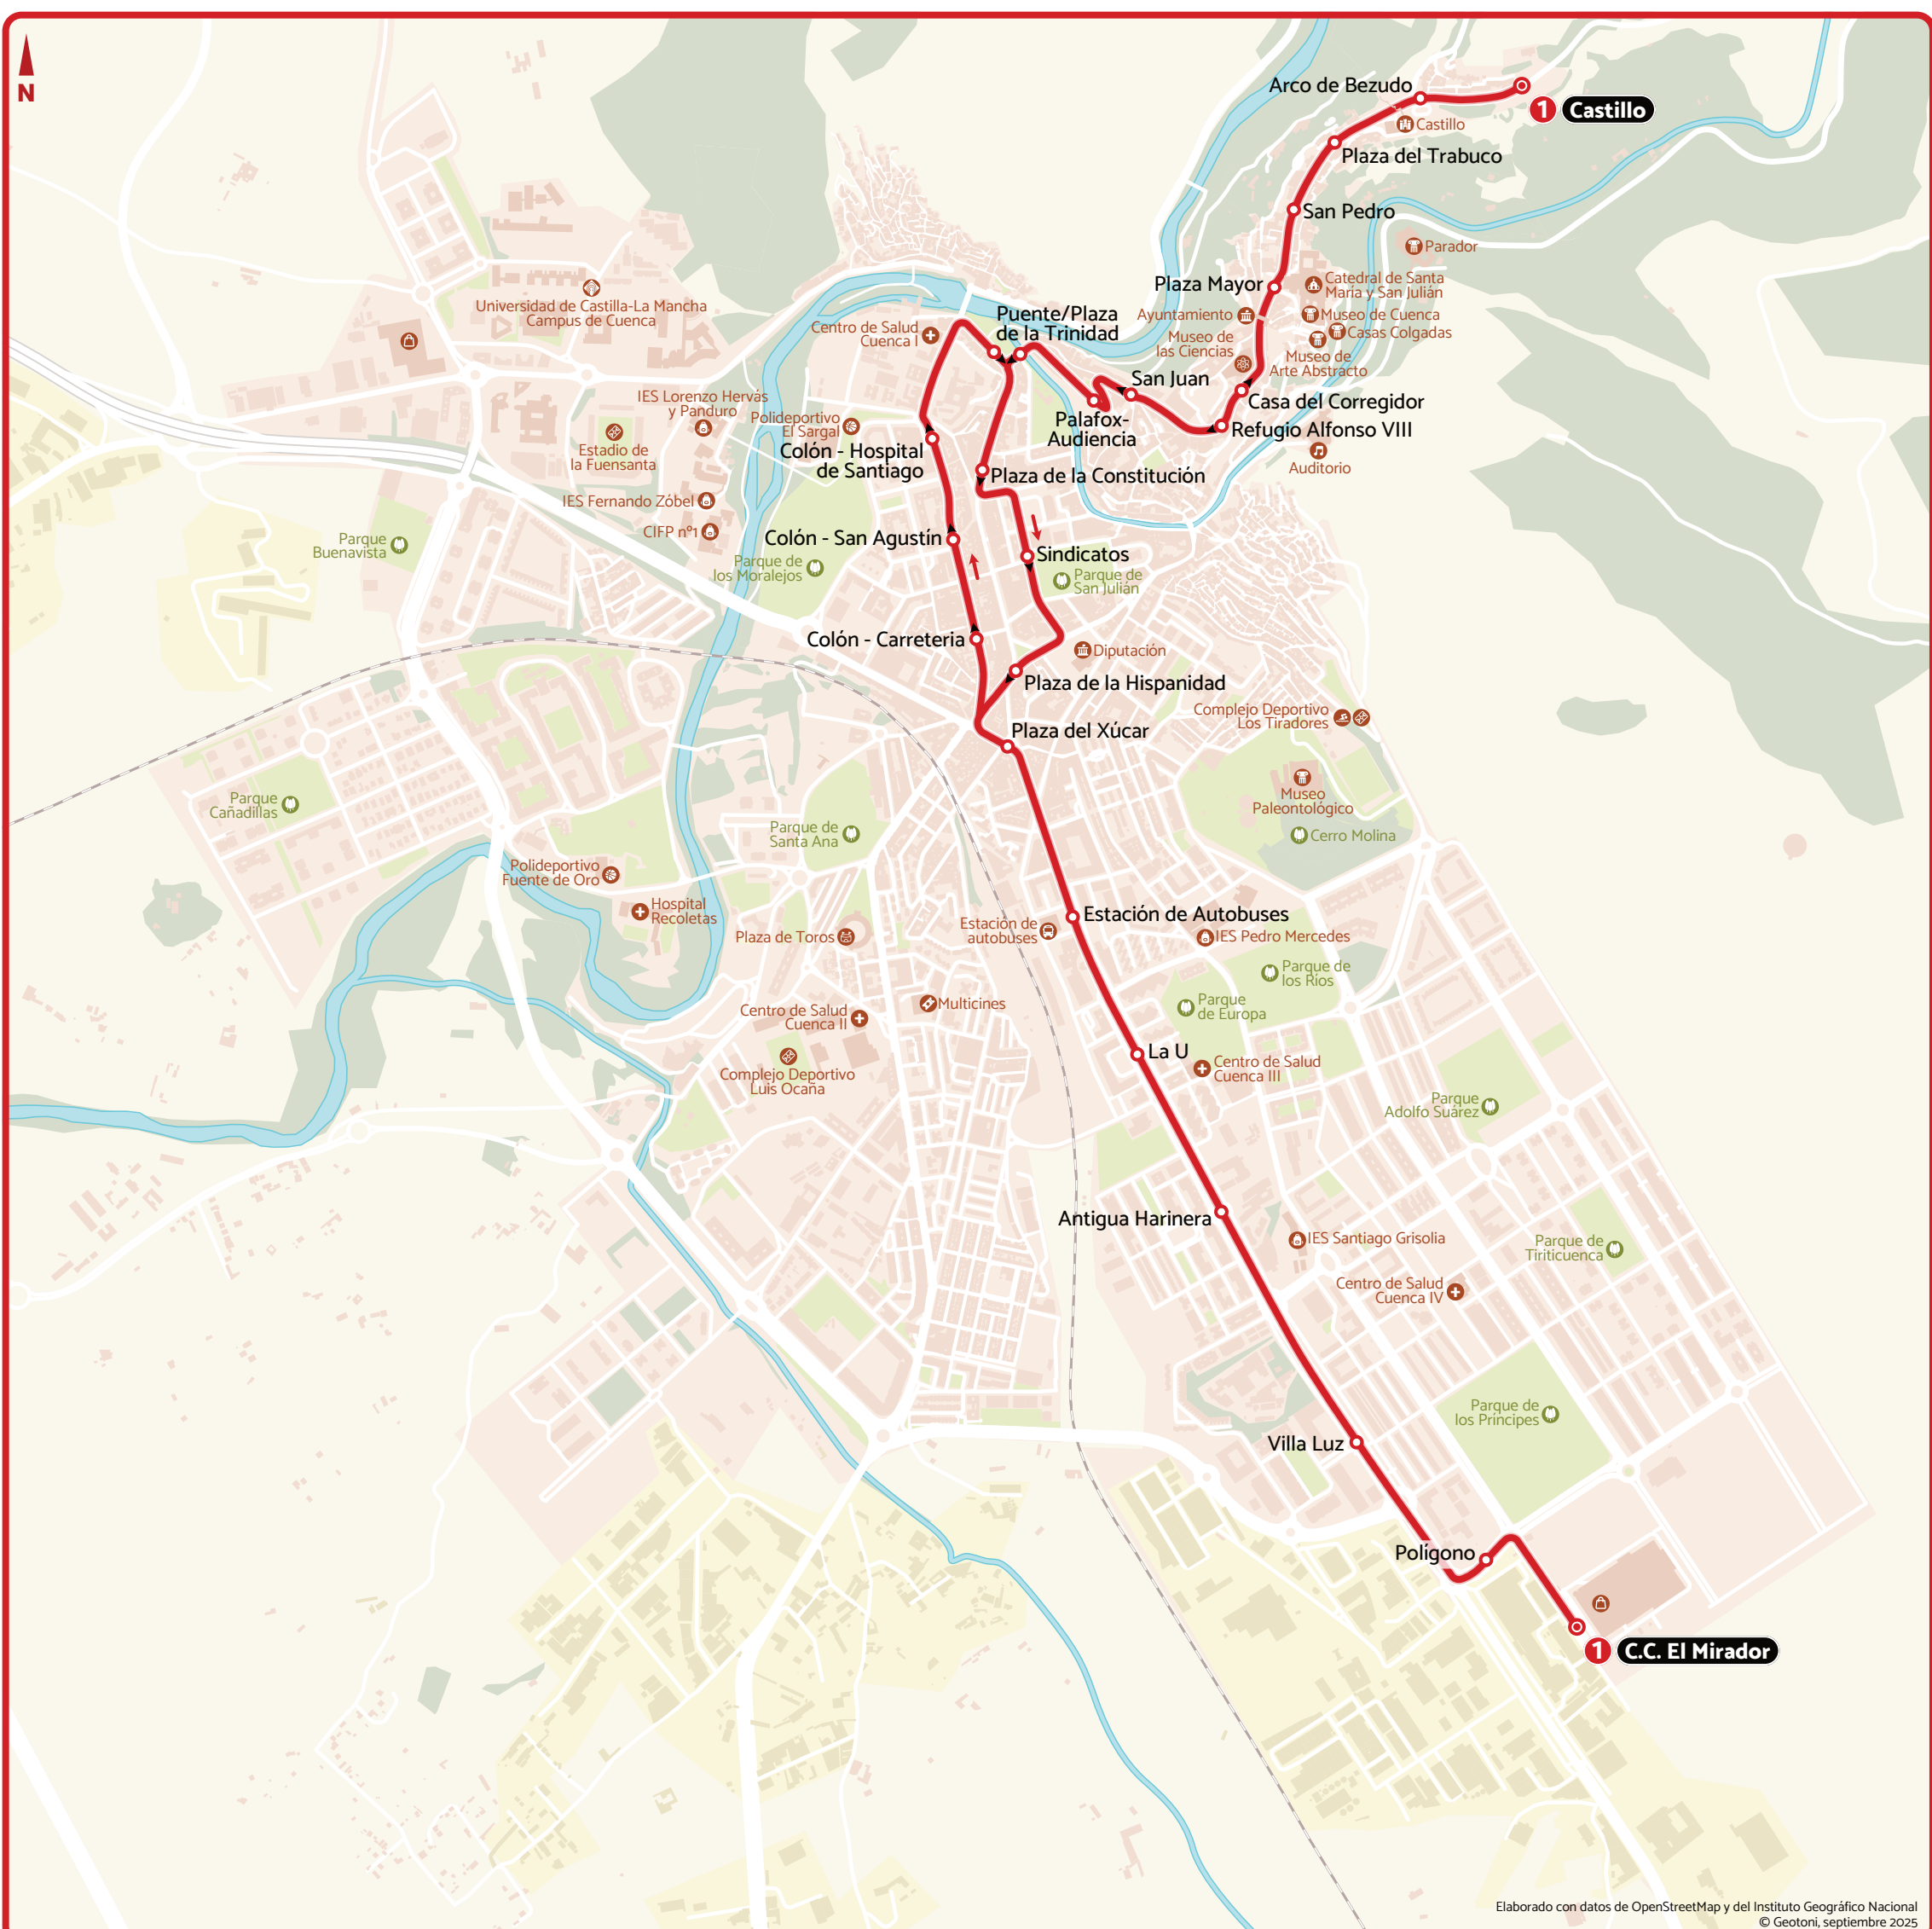 N
Arco de Bezudo
1 Castillo
Castillo
Plaza del Trabuco
San Pedro
Parador
Plaza Mayor
Catedral de Santa
María y San Julián
Universidad de Castilla-La Mancha
Campus de Cuenca
Ayuntamiento
Museo de Cuenca
Casas Colgadas
Puente/Plaza
de la Trinidad
Centro de Salud
Cuenca I
Museo de
las Ciencias
Museo de
Arte Abstracto
San Juan
Casa del Corregidor
IES Lorenzo Hervás
y Panduro
Polideportivo
El Sargal
Palafox-
Audiencia
Refugio Alfonso VIII
Estadio de
la Fuensanta
Colón - Hospital
de Santiago
Auditorio
Plaza de la Constitución
IES Fernando Zóbel
CIFP nº1
Parque
Buenavista
Colón - San Agustín
Sindicatos
Parque de
los Moralejos
Parque de
San Julián
Colón - Carreteria
Diputación
Plaza de la Hispanidad
Complejo Deportivo
Los Tiradores
Plaza del Xúcar
Museo
Paleontológico
Parque
Cañadillas
Parque de
Santa Ana
Cerro Molina
Polideportivo
Fuente de Oro
Hospital
Recoletas
Estación de Autobuses
Estación de
autobuses
Plaza de Toros
IES Pedro Mercedes
Parque de
los Ríos
Parque
de Europa
Multicines
Centro de Salud
Cuenca II
La U
Centro de Salud
Cuenca III
Complejo Deportivo
Luis Ocaña
Parque
Adolfo Suárez
Antigua Harinera
IES Santiago Grisolia
Parque de
Tiriticuenca
Centro de Salud
Cuenca IV
Parque de
los Príncipes
Villa Luz
Polígono
1 C.C. El Mirador
Elaborado con datos de OpenStreetMap y del Instituto Geográfico Nacional
© Geotoni, septiembre 2025